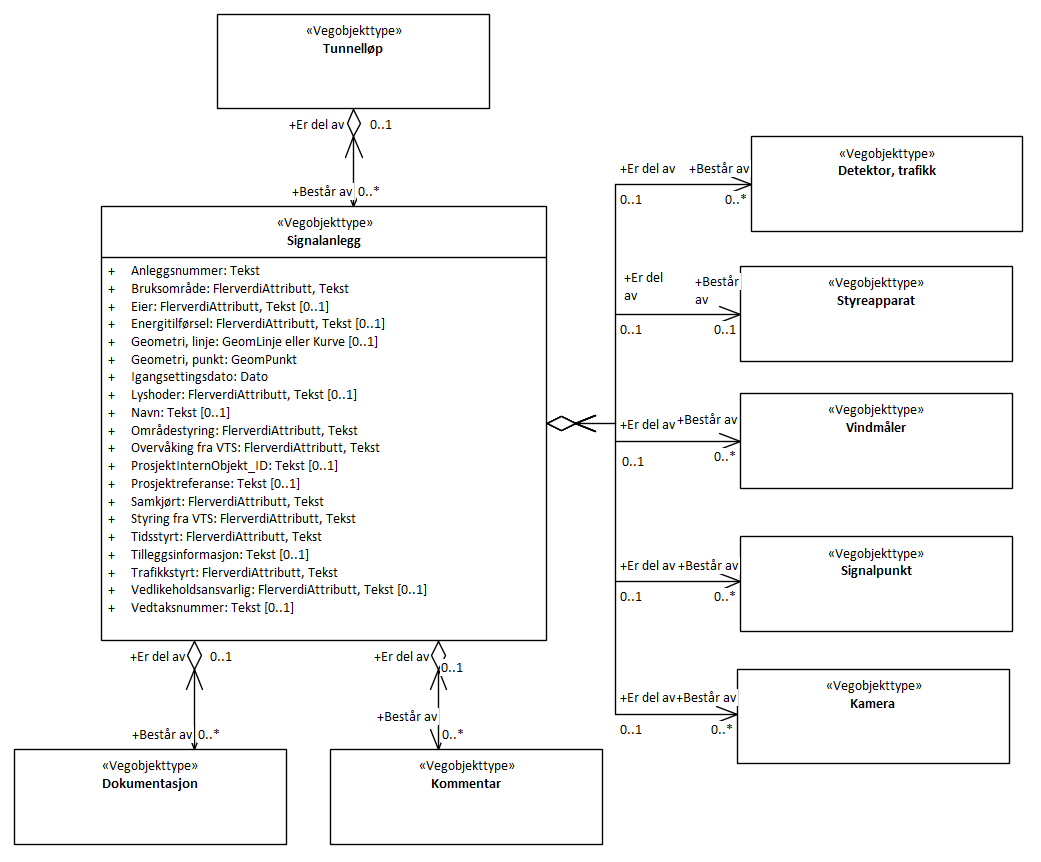 «Vegobjekttype»
Tunnelløp
+Er del av
0..1
+Består av
0..*
«Vegobjekttype»
Signalanlegg
+ Anleggsnummer: Tekst
+ Bruksområde: FlerverdiAttributt, Tekst
+ Eier: FlerverdiAttributt, Tekst [0..1]
+ Energitilførsel: FlerverdiAttributt, Tekst [0..1]
+ Geometri, linje: GeomLinje eller Kurve [0..1]
+ Geometri, punkt: GeomPunkt
+ Igangsettingsdato: Dato
+ Lyshoder: FlerverdiAttributt, Tekst [0..1]
+ Navn: Tekst [0..1]
+ Områdestyring: FlerverdiAttributt, Tekst
+ Overvåking fra VTS: FlerverdiAttributt, Tekst
+ ProsjektInternObjekt_ID: Tekst [0..1]
+ Prosjektreferanse: Tekst [0..1]
+ Samkjørt: FlerverdiAttributt, Tekst
+ Styring fra VTS: FlerverdiAttributt, Tekst
+ Tidsstyrt: FlerverdiAttributt, Tekst
+ Tilleggsinformasjon: Tekst [0..1]
+ Trafikkstyrt: FlerverdiAttributt, Tekst
+ Vedlikeholdsansvarlig: FlerverdiAttributt, Tekst [0..1]
+ Vedtaksnummer: Tekst [0..1]
+Er del av
+Består av
0..1
0..*
«Vegobjekttype»
Detektor, trafikk
+Er del
av
+Består
av
0..1
0..1
«Vegobjekttype»
Styreapparat
+Er del av
+Består av
0..1
0..*
«Vegobjekttype»
Vindmåler
+Er del av
+Består av
0..1
0..*
«Vegobjekttype»
Signalpunkt
+Er del av
+Består av
0..1
0..*
«Vegobjekttype»
Kamera
+Er del av
0..1
+Består av
0..*
«Vegobjekttype»
Dokumentasjon
+Er del av
0..1
+Består av
0..*
«Vegobjekttype»
Kommentar